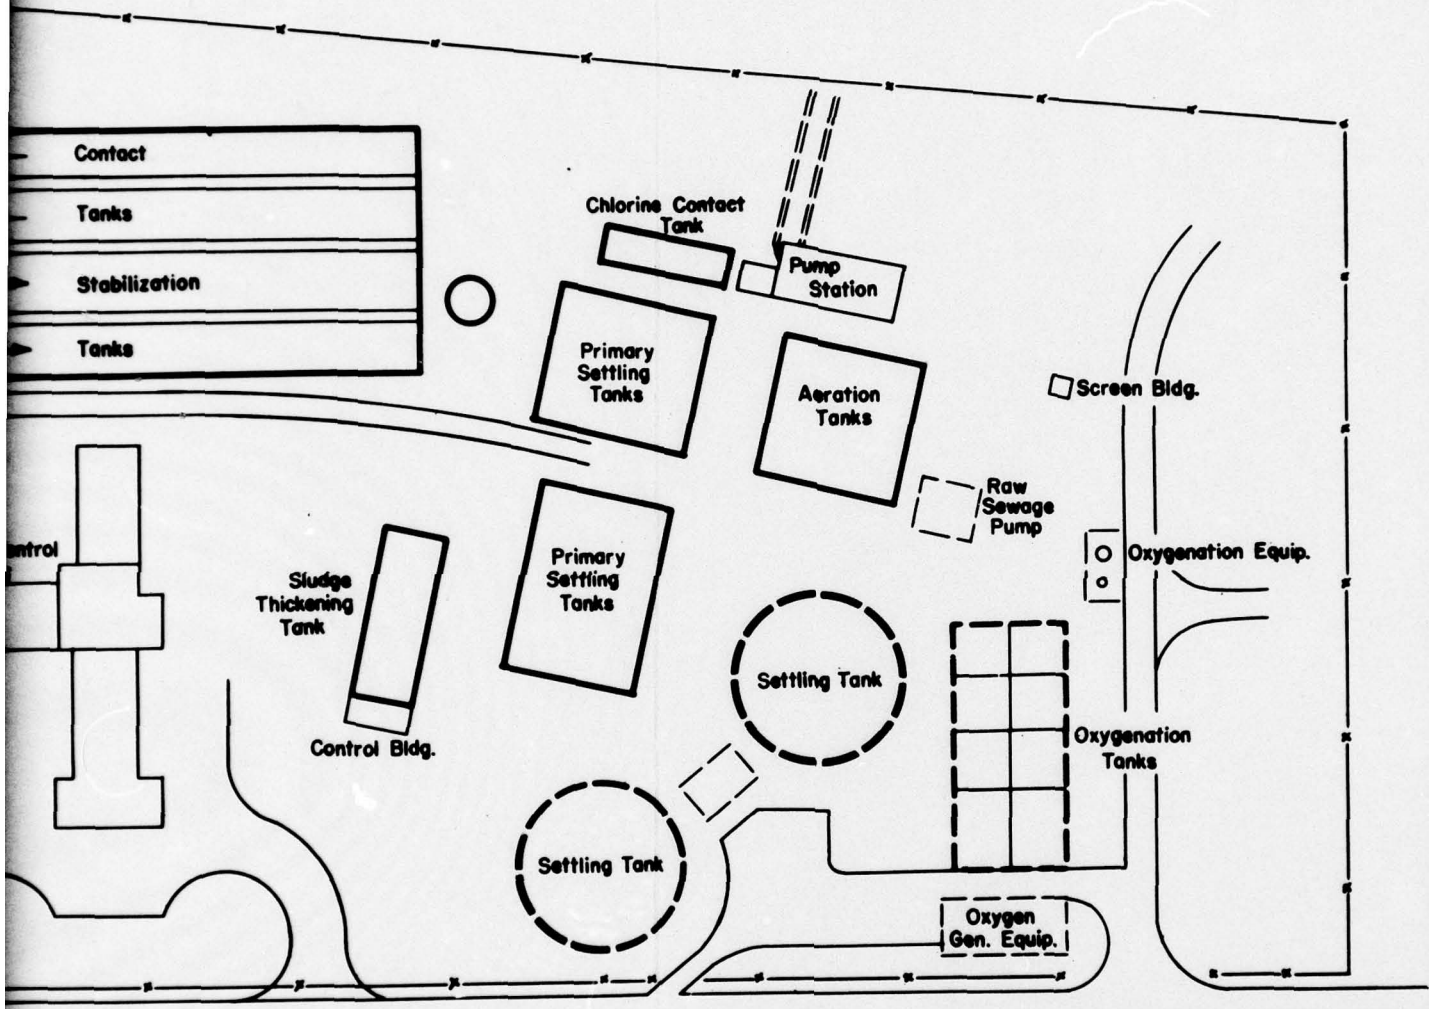 Contact
Tanks
Stabilization
Tanks
Chlorine Contact
Tank
Pump
Station
Primary
Settling
Tanks
Aeration
Tanks
Screen Bldg.
Raw
Sewage
Pump
Oxygenation Equip.
Sludge
Thickening
Tank
Primary
Settling
Tanks
Control Bldg.
Settling Tank
Oxygenation
Tanks
Settling Tank
Oxygen
Gen. Equip.